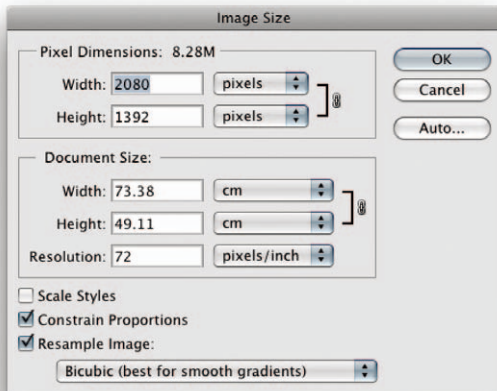 Image Size
Pixel Dimensions: 8.28M
OK
Width: 2080 pixels
Cancel
Height: 1392 pixels
Auto...
Document Size:
Width: 73.38 cm
Height: 49.11 cm
Resolution: 72 pixels/inch
Scale Styles
Constrain Proportions
Resample Image:
Bicubic (best for smooth gradients)